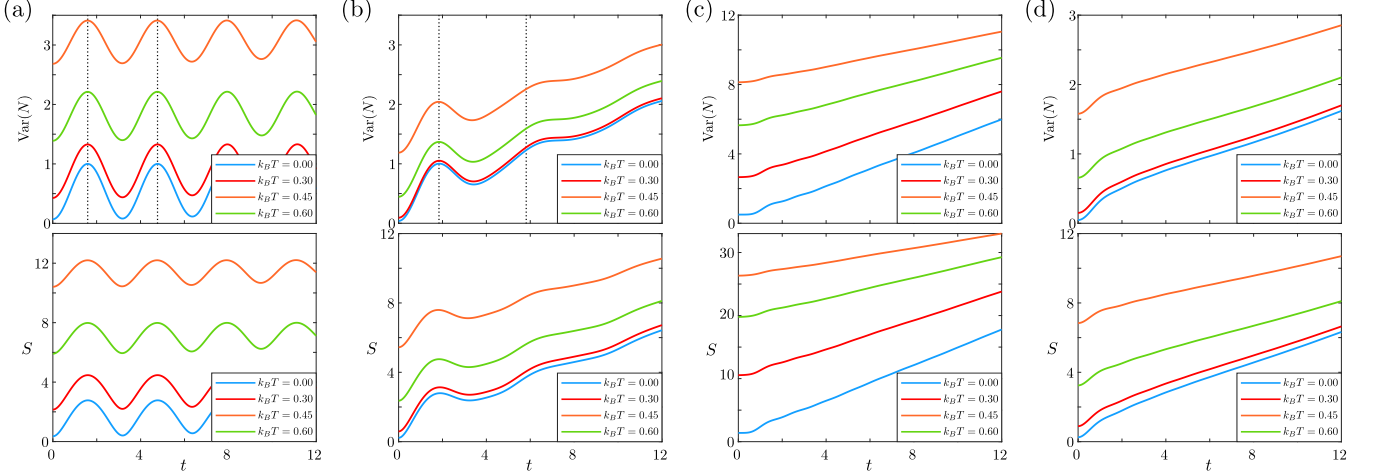 (a)
Var(N)
3
2
1
0
k_BT = 0.00
k_BT = 0.30
k_BT = 0.45
k_BT = 0.60
S
12
8
4
0
k_BT = 0.00
k_BT = 0.30
k_BT = 0.45
k_BT = 0.60
0 4 8 12
t
(b)
Var(N)
3
2
1
0
k_BT = 0.00
k_BT = 0.30
k_BT = 0.45
k_BT = 0.60
S
12
8
4
0
k_BT = 0.00
k_BT = 0.30
k_BT = 0.45
k_BT = 0.60
0 4 8 12
t
(c)
Var(N)
12
8
4
0
k_BT = 0.00
k_BT = 0.30
k_BT = 0.45
k_BT = 0.60
S
30
20
10
0
k_BT = 0.00
k_BT = 0.30
k_BT = 0.45
k_BT = 0.60
0 4 8 12
t
(d)
Var(N)
3
2
1
0
k_BT = 0.00
k_BT = 0.30
k_BT = 0.45
k_BT = 0.60
S
12
8
4
0
k_BT = 0.00
k_BT = 0.30
k_BT = 0.45
k_BT = 0.60
0 4 8 12
t